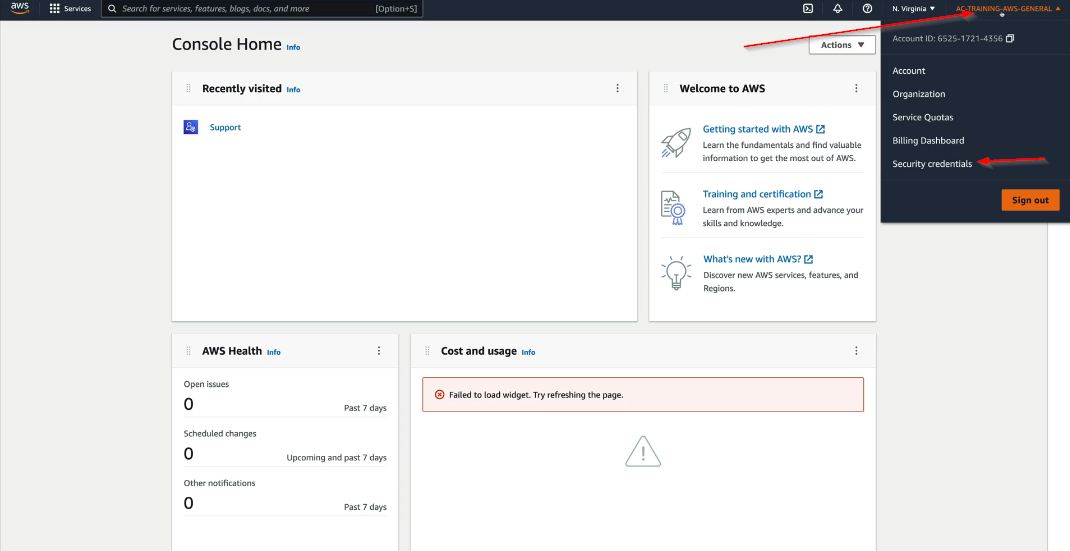 aws
Services
Search for services, features, blogs, docs, and more
[Option+S]
N. Virginia ▼
AC-TRAINING-AWS-GENERAL ▲
Console Home Info
Actions ▼
Account ID: 6525-1721-4356
Account
Organization
Service Quotas
Billing Dashboard
Security credentials
Sign out
Recently visited Info
Support
Welcome to AWS
Getting started with AWS
Learn the fundamentals and find valuable
information to get the most out of AWS.
Training and certification
Learn from AWS experts and advance your
skills and knowledge.
What's new with AWS?
Discover new AWS services, features, and
Regions.
AWS Health Info
Open issues
0
Past 7 days
Scheduled changes
0
Upcoming and past 7 days
Other notifications
0
Past 7 days
Cost and usage Info
Failed to load widget. Try refreshing the page.